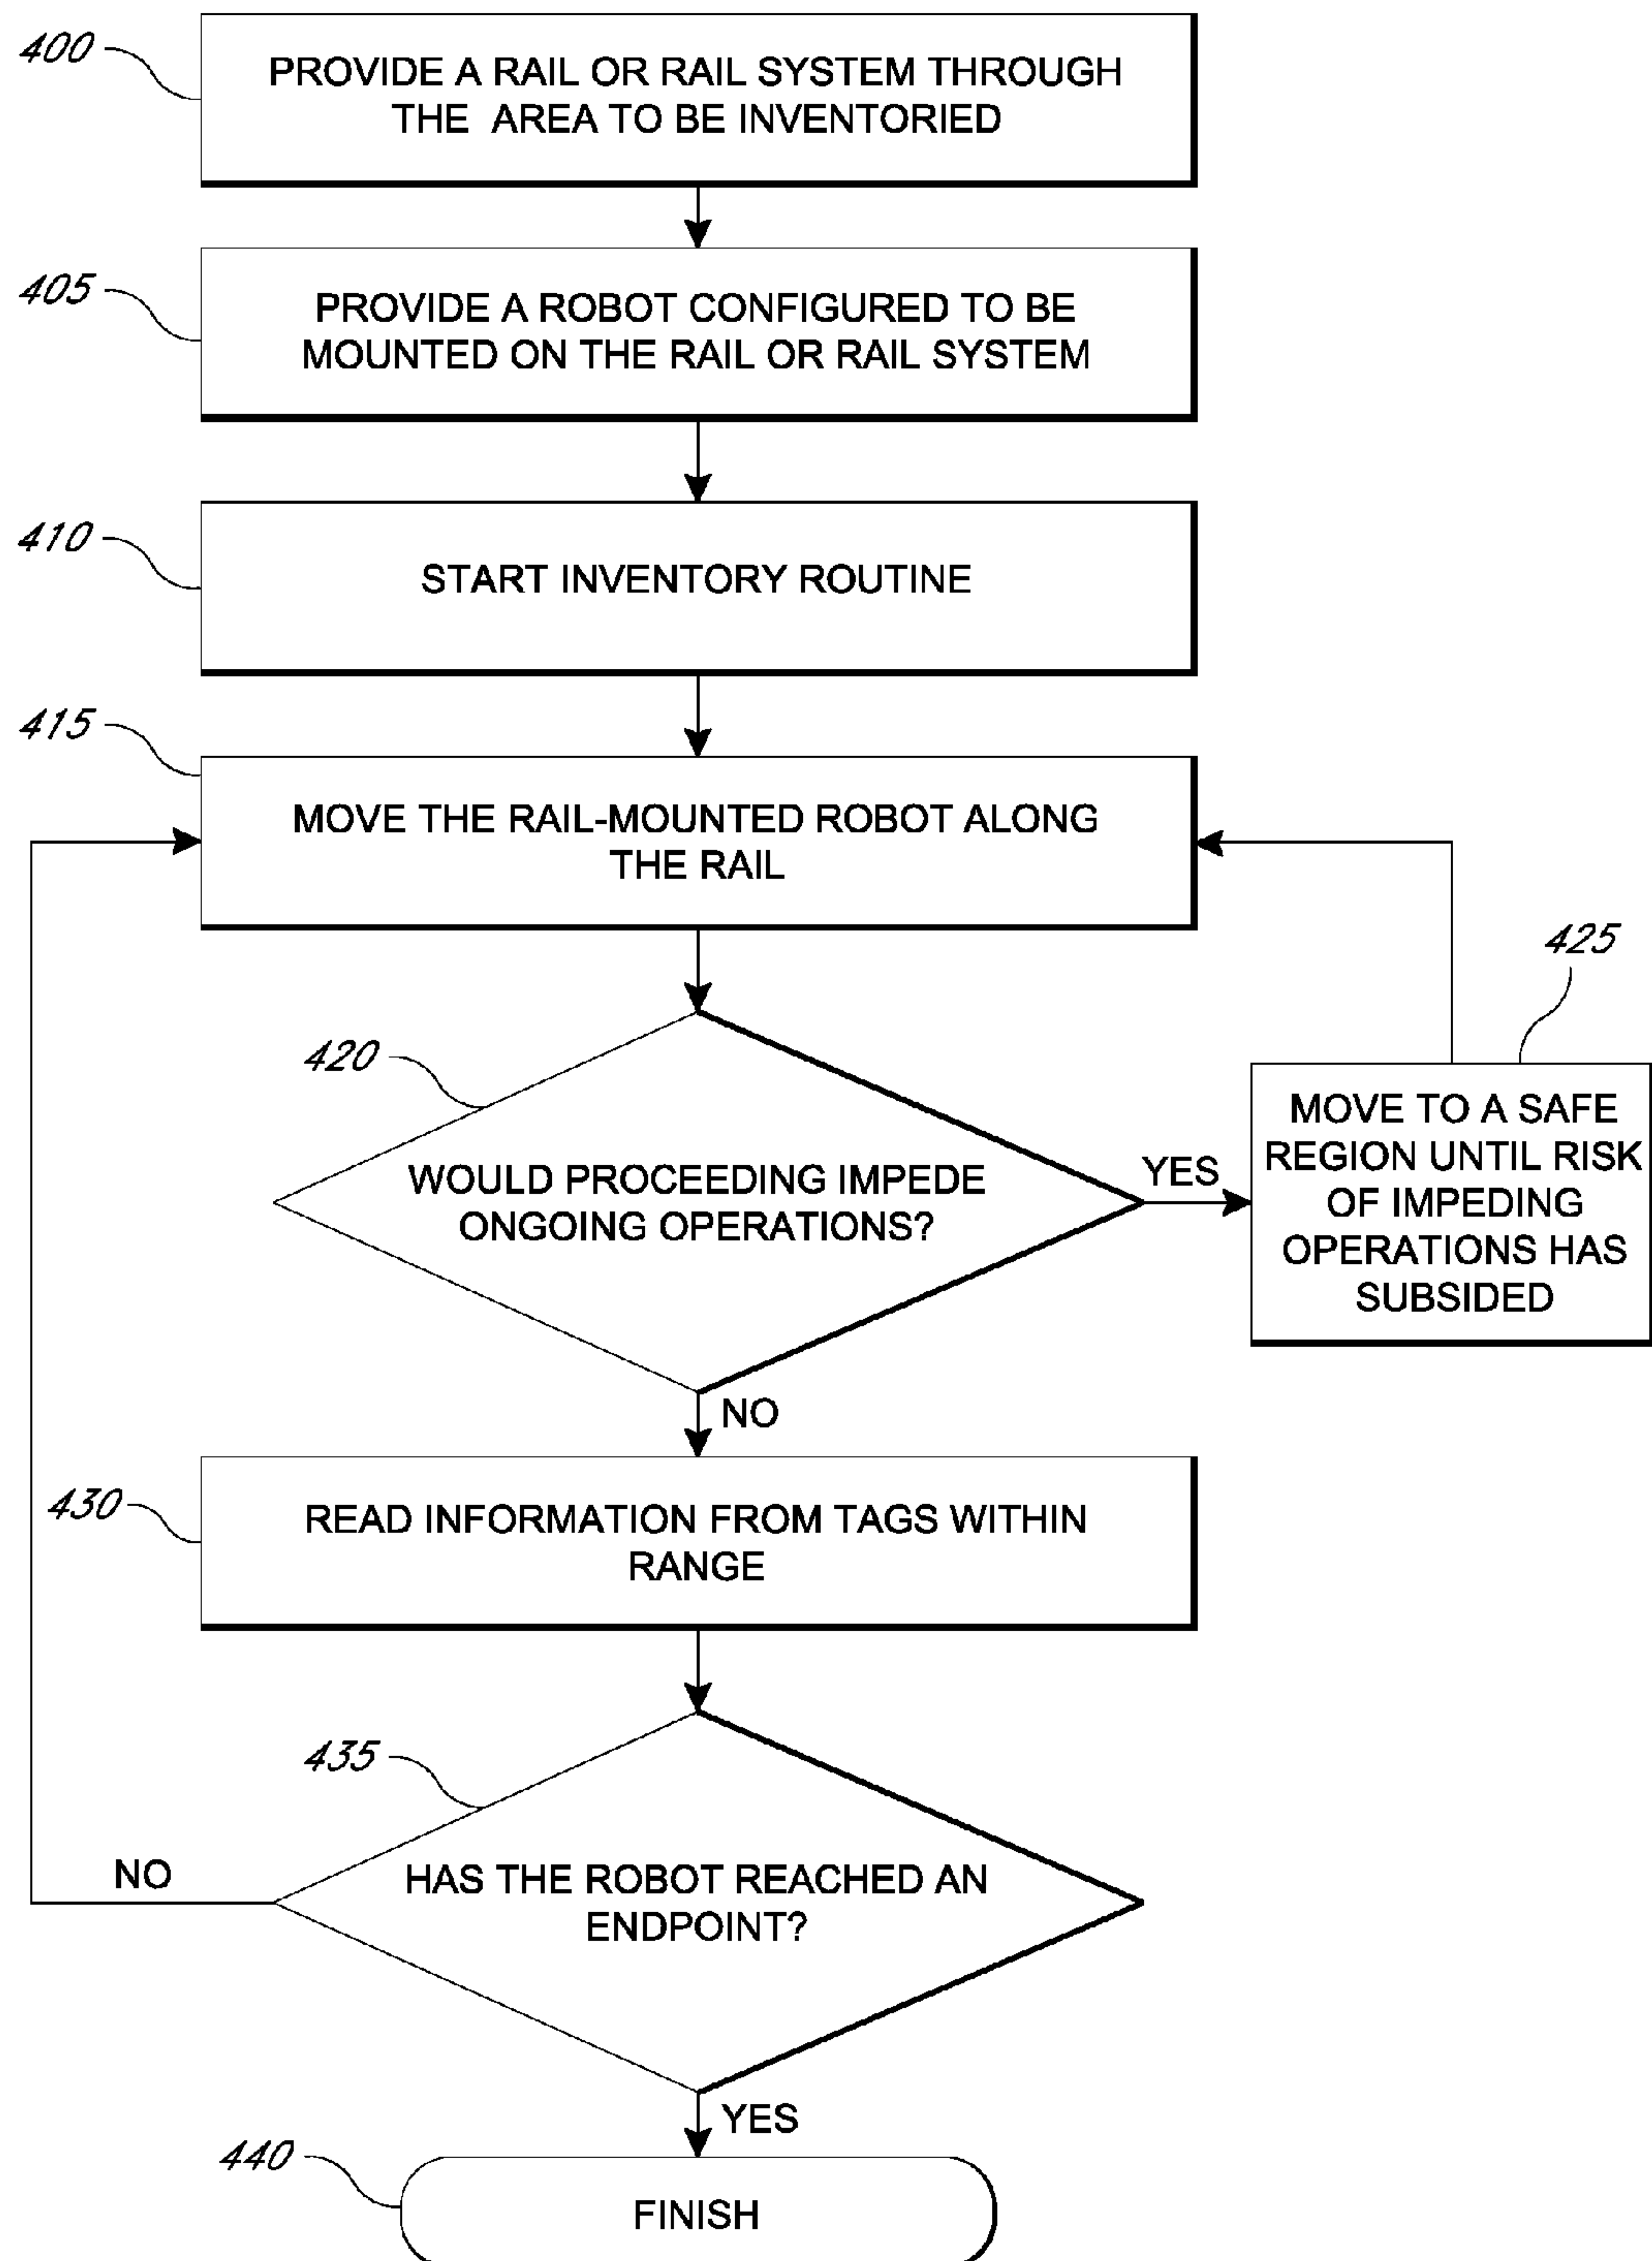 400
PROVIDE A RAIL OR RAIL SYSTEM THROUGH
THE AREA TO BE INVENTORIED
405
PROVIDE A ROBOT CONFIGURED TO BE
MOUNTED ON THE RAIL OR RAIL SYSTEM
410
START INVENTORY ROUTINE
415
MOVE THE RAIL-MOUNTED ROBOT ALONG
THE RAIL
420
WOULD PROCEEDING IMPEDE
ONGOING OPERATIONS?
YES
425
MOVE TO A SAFE
REGION UNTIL RISK
OF IMPEDING
OPERATIONS HAS
SUBSIDED
NO
430
READ INFORMATION FROM TAGS WITHIN
RANGE
435
HAS THE ROBOT REACHED AN
ENDPOINT?
NO
YES
440
FINISH